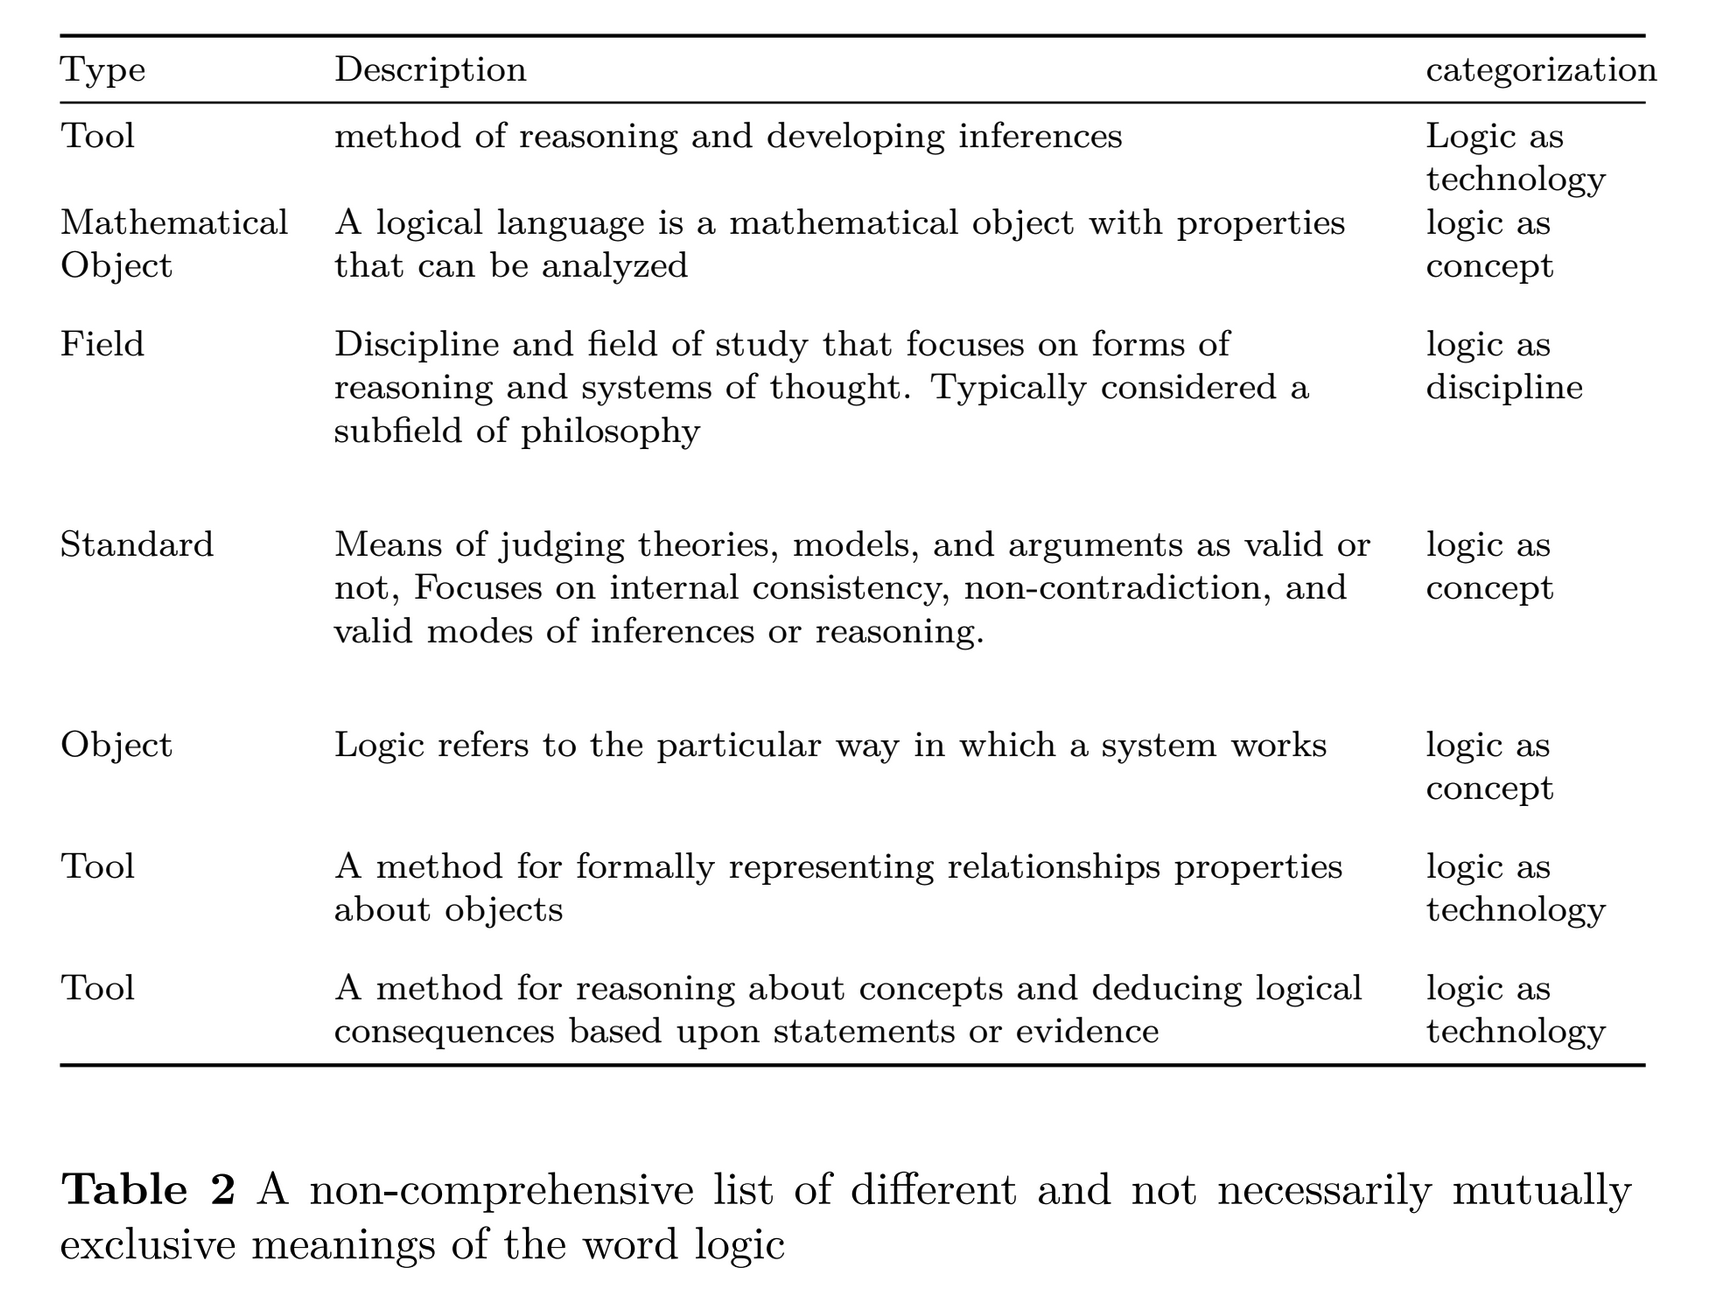 Type Description categorization
Tool method of reasoning and developing inferences Logic as
technology
Mathematical A logical language is a mathematical object with properties logic as
Object that can be analyzed concept
Field Discipline and field of study that focuses on forms of logic as
reasoning and systems of thought. Typically considered a discipline
subfield of philosophy
Standard Means of judging theories, models, and arguments as valid or logic as
not, Focuses on internal consistency, non-contradiction, and concept
valid modes of inferences or reasoning.
Object Logic refers to the particular way in which a system works logic as
concept
Tool A method for formally representing relationships properties logic as
about objects technology
Tool A method for reasoning about concepts and deducing logical logic as
consequences based upon statements or evidence technology
Table 2 A non-comprehensive list of different and not necessarily mutually
exclusive meanings of the word logic